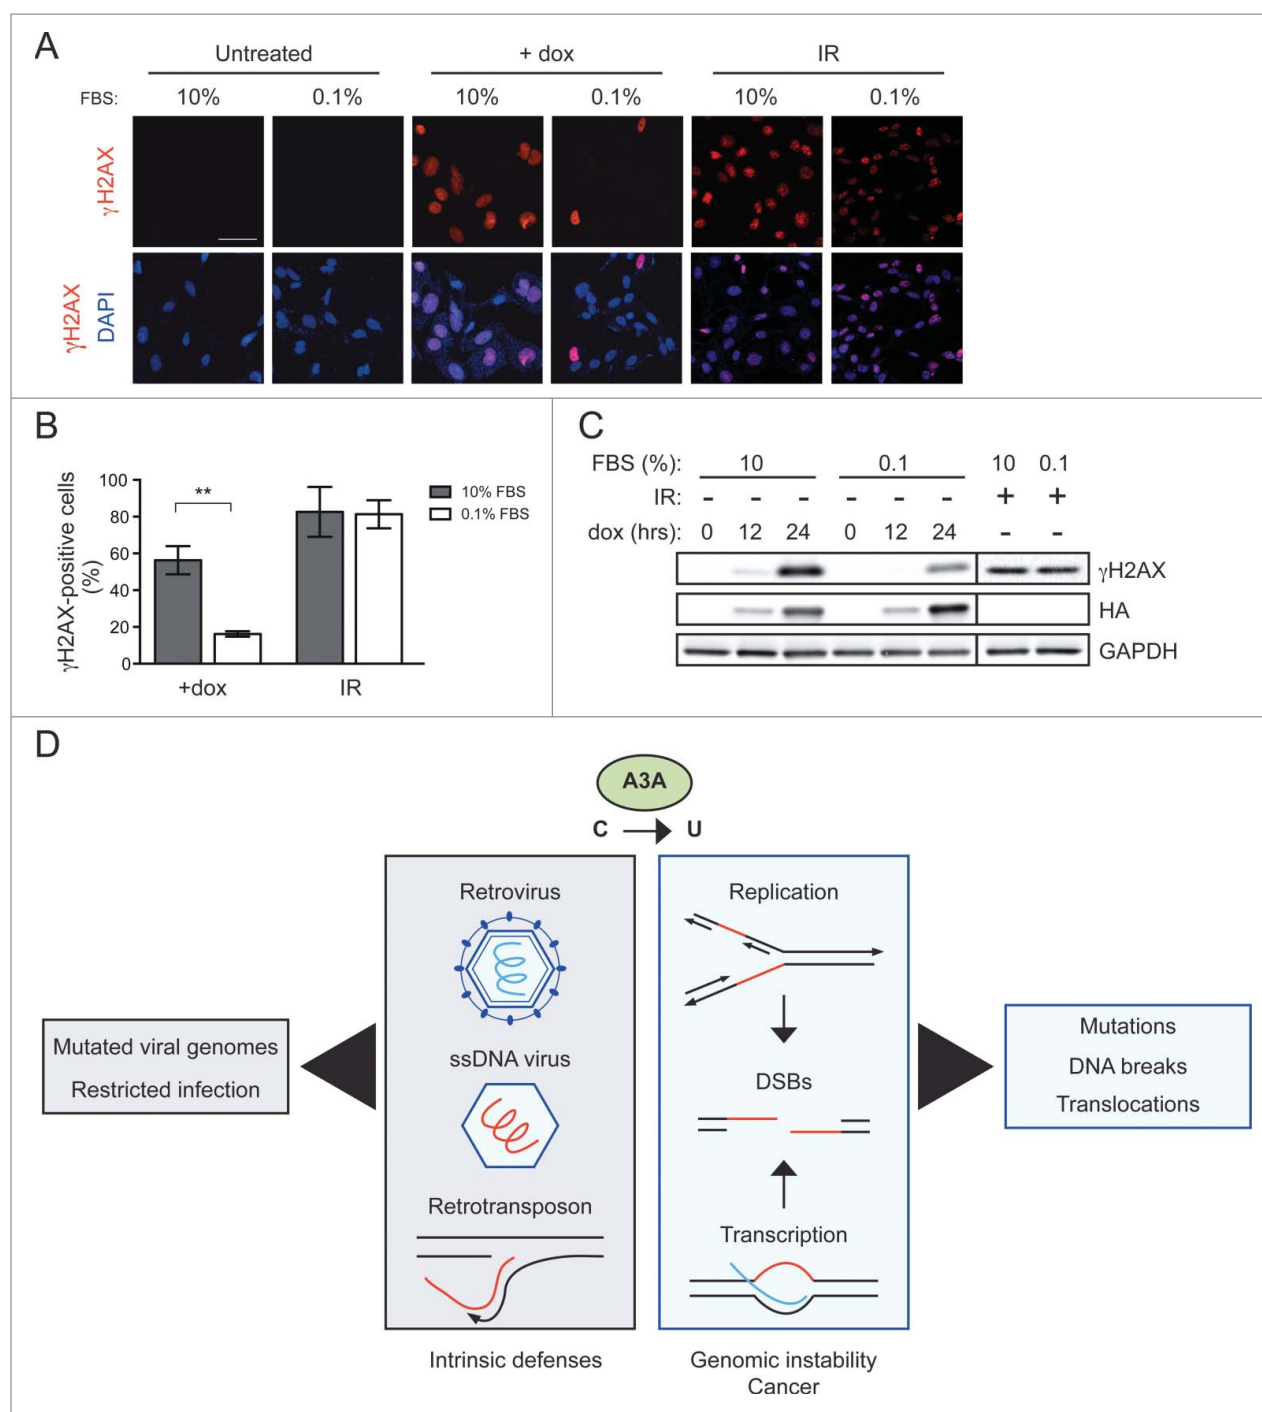 A
Untreated
+ dox
IR
FBS: 10% 0.1% 10% 0.1% 10% 0.1%
γH2AX
γH2AX
DAPI
B
γH2AX-positive cells
(%)
100
80
60
40
20
0
**
10% FBS
0.1% FBS
+dox
IR
C
FBS (%): 10 0.1 10 0.1
IR: - - - - - - + +
dox (hrs): 0 12 24 0 12 24 - -
γH2AX
HA
GAPDH
D
A3A
C U
Retrovirus
ssDNA virus
Retrotransposon
Replication
DSBs
Transcription
Mutated viral genomes
Restricted infection
Mutations
DNA breaks
Translocations
Intrinsic defenses
Genomic instability
Cancer